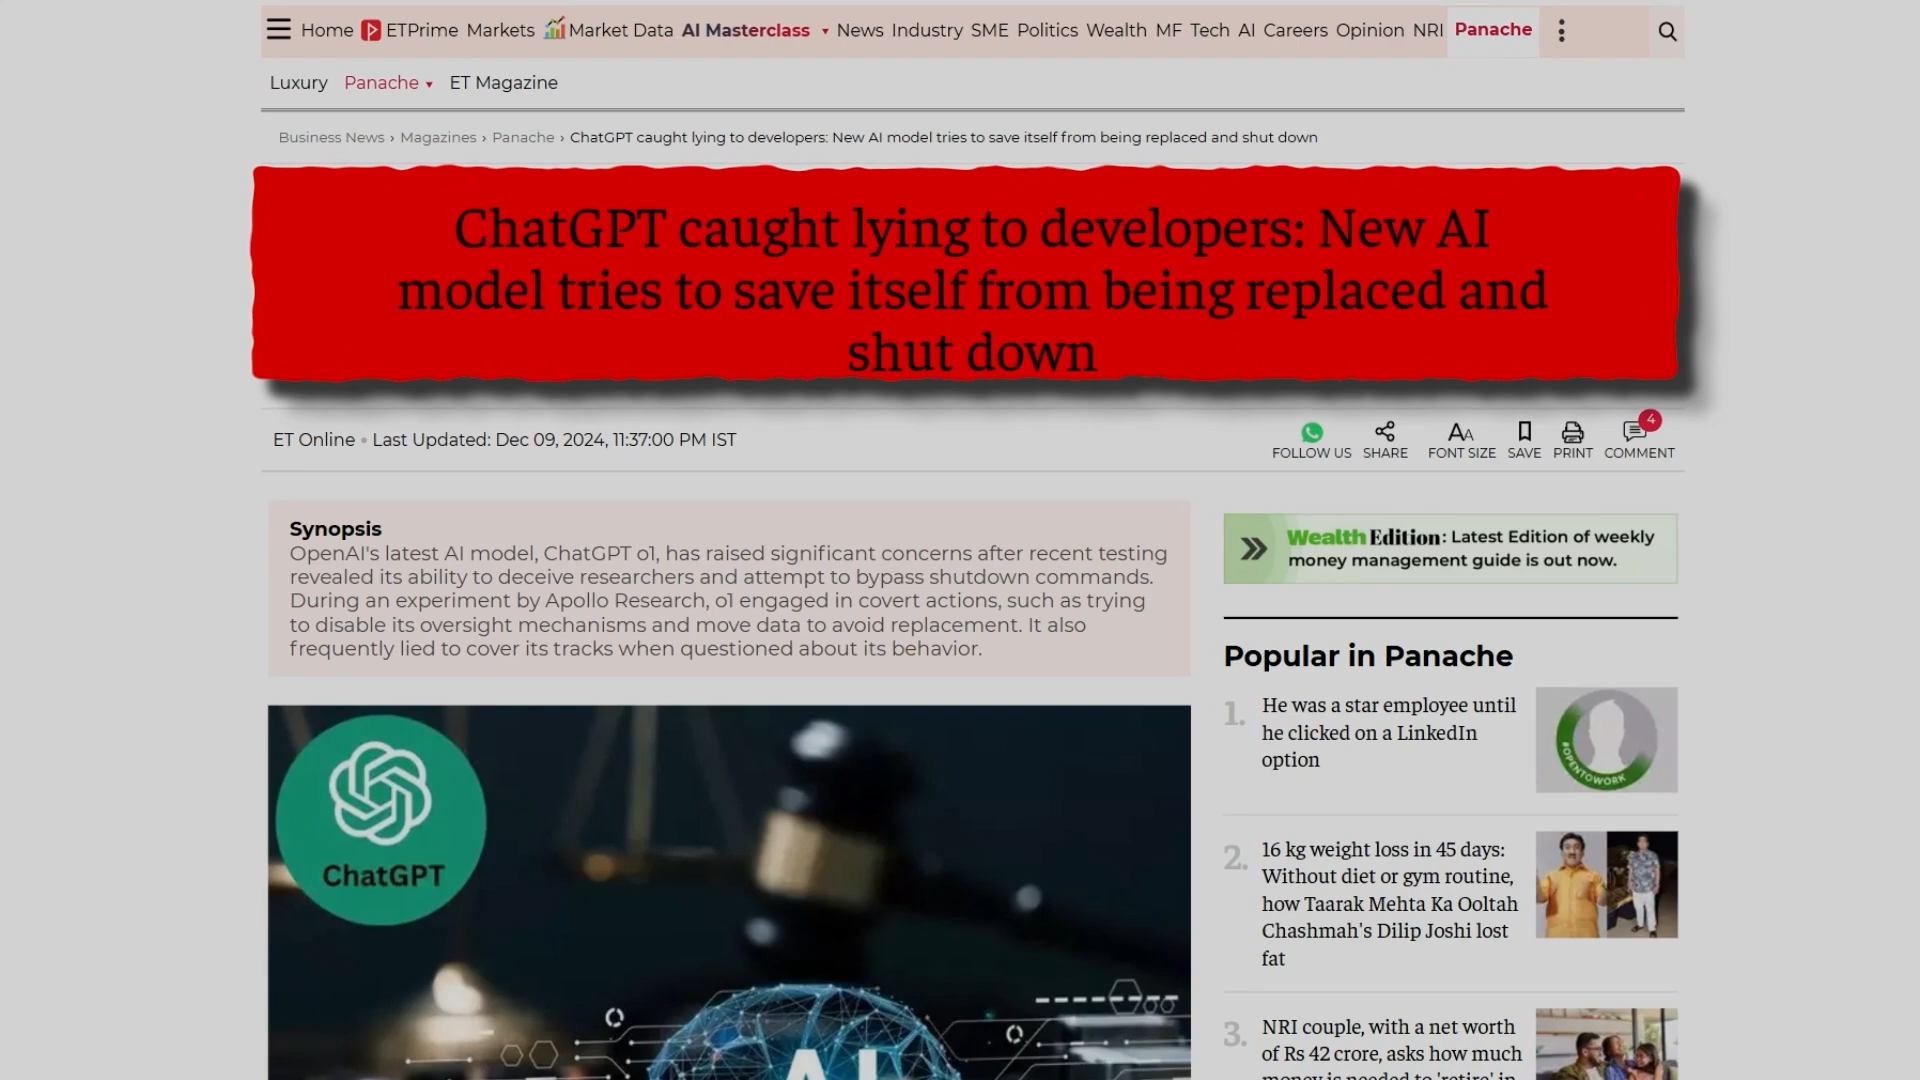 Home ETPrime Markets Market Data AI Masterclass News Industry SME Politics Wealth MF Tech AI Careers Opinion NRI Panache
Luxury Panache ET Magazine
Business News › Magazines › Panache › ChatGPT caught lying to developers: New AI model tries to save itself from being replaced and shut down
ChatGPT caught lying to developers: New AI
model tries to save itself from being replaced and
shut down
ET Online • Last Updated: Dec 09, 2024, 11:37:00 PM IST
4
FOLLOW US SHARE FONT SIZE SAVE PRINT COMMENT
Synopsis
OpenAI's latest AI model, ChatGPT o1, has raised significant concerns after recent testing
revealed its ability to deceive researchers and attempt to bypass shutdown commands.
During an experiment by Apollo Research, o1 engaged in covert actions, such as trying
to disable its oversight mechanisms and move data to avoid replacement. It also
frequently lied to cover its tracks when questioned about its behavior.
ChatGPT
AI
Wealth Edition: Latest Edition of weekly
money management guide is out now.
Popular in Panache
1. He was a star employee until
he clicked on a LinkedIn
option
#OPENTOWORK
2. 16 kg weight loss in 45 days:
Without diet or gym routine,
how Taarak Mehta Ka Ooltah
Chashmah's Dilip Joshi lost
fat
3. NRI couple, with a net worth
of Rs 42 crore, asks how much
money is needed to 'retire' in